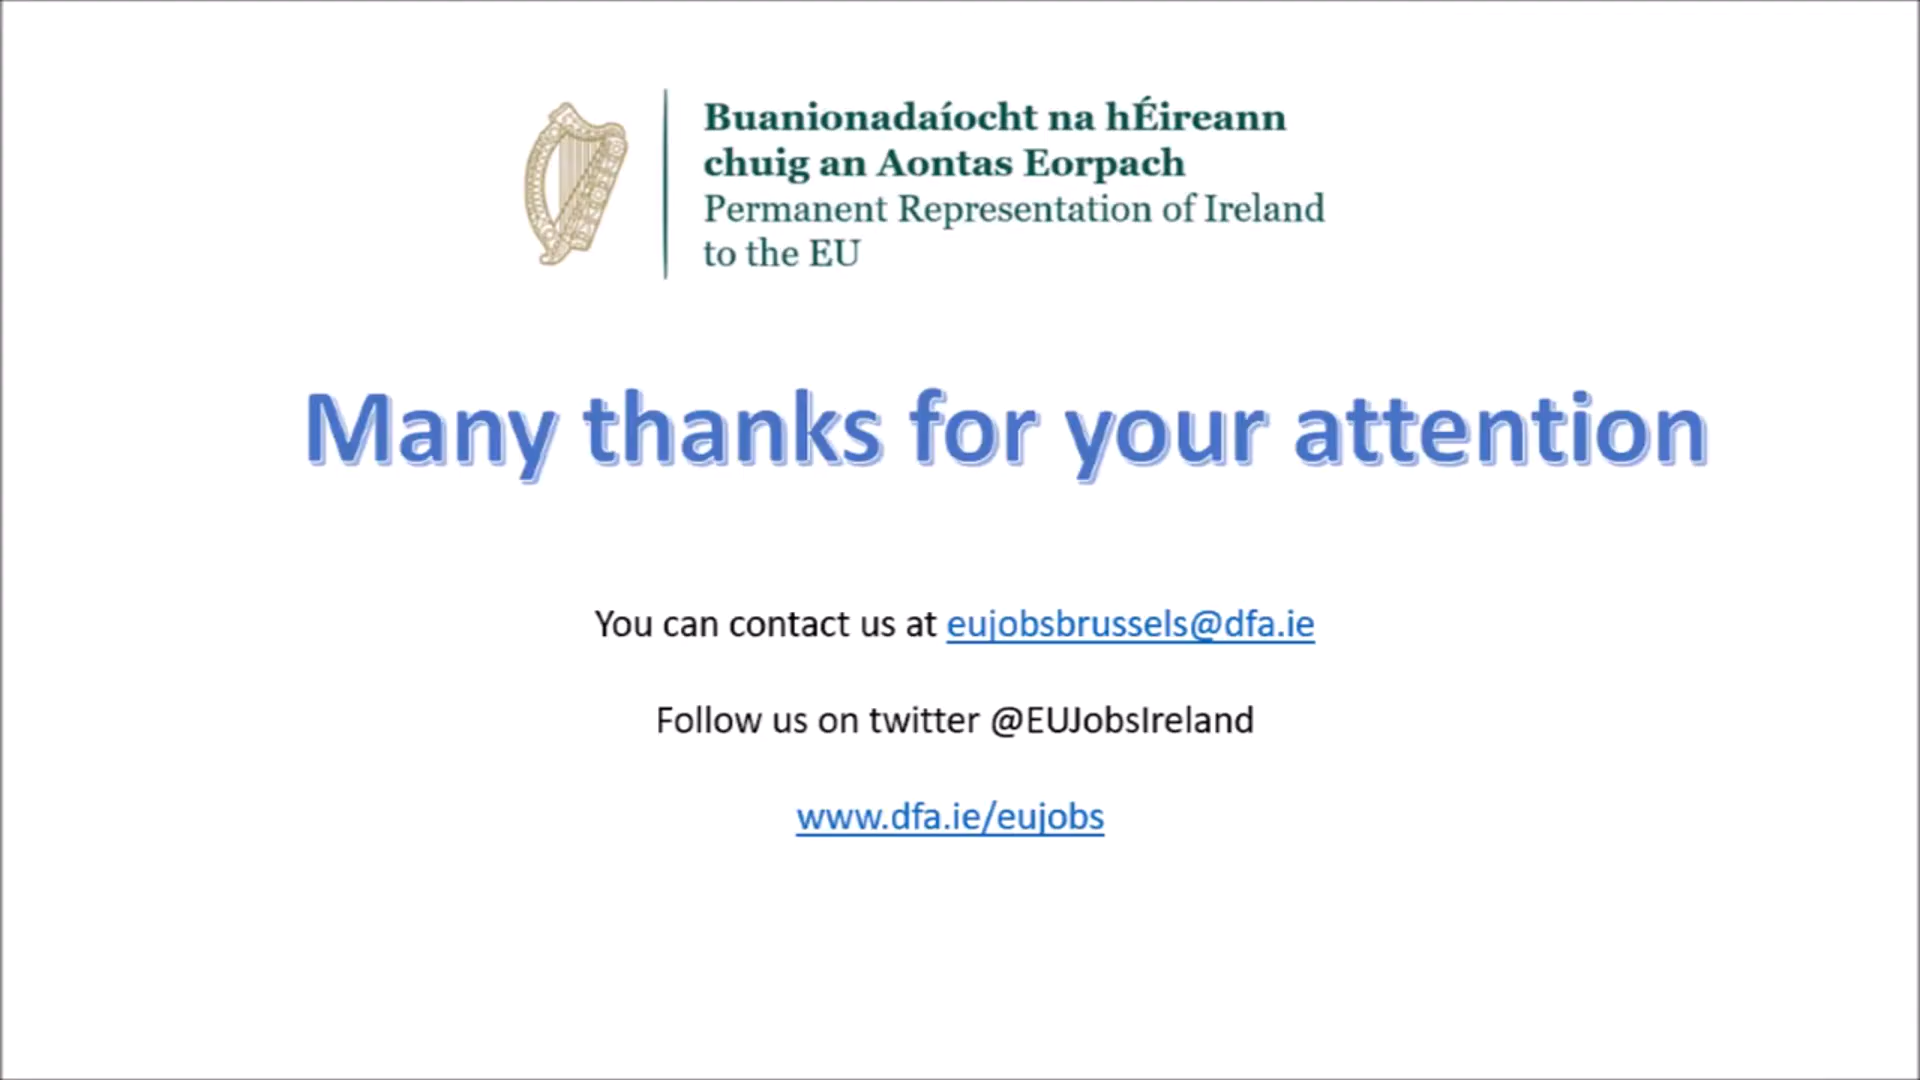 Buanionadaíocht na hÉireann
chuig an Aontas Eorpach
Permanent Representation of Ireland
to the EU
Many thanks for your attention
You can contact us at eujobsbrussels@dfa.ie
Follow us on twitter @EUJobsIreland
www.dfa.ie/eujobs